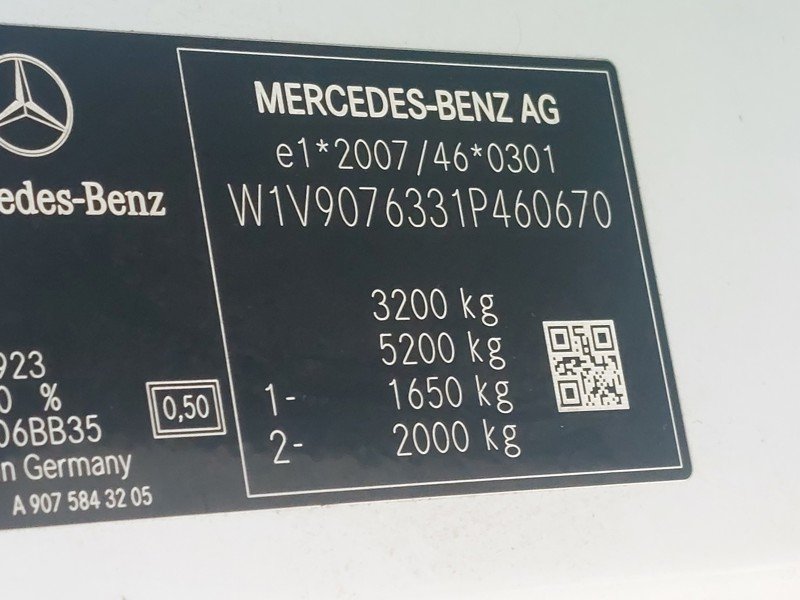 MERCEDES-BENZ AG
e1*2007/46*0301
W1V9076331P460670
3200 kg
5200 kg
1- 1650 kg
2- 2000 kg
edes-Benz
923
0 %
06BB35
0,50
n Germany
A 907 584 32 05